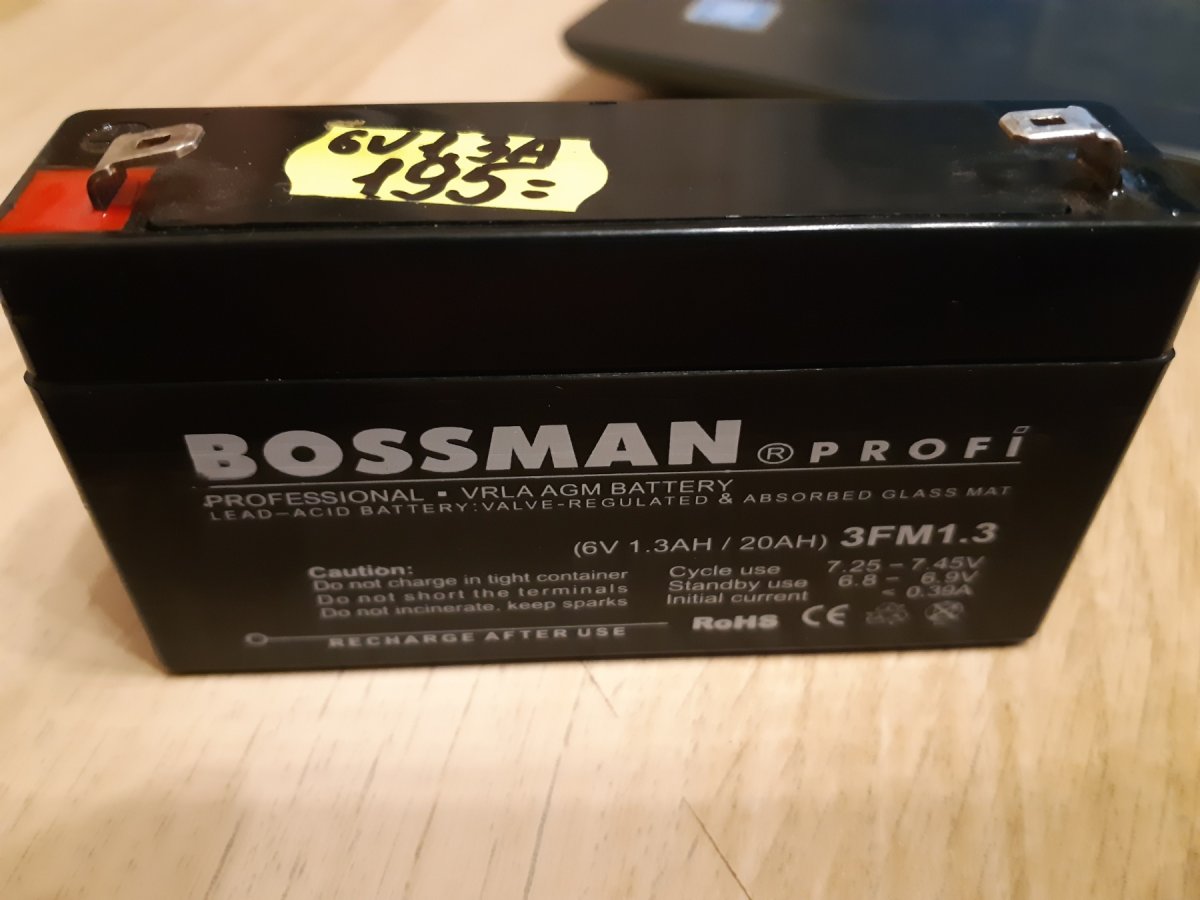 6V 1,3A
195=
BOSSMAN ® PROFi
PROFESSIONAL ▪ VRLA AGM BATTERY
LEAD-ACID BATTERY:VALVE-REGULATED & ABSORBED GLASS MAT
(6V 1.3AH / 20AH) 3FM1.3
Caution:
Do not charge in tight container
Do not short the terminals
Do not incinerate, keep sparks
Cycle use 7.25 - 7.45V
Standby use 6.8 - 6.9V
Initial current < 0.39A
RECHARGE AFTER USE
RoHS CE